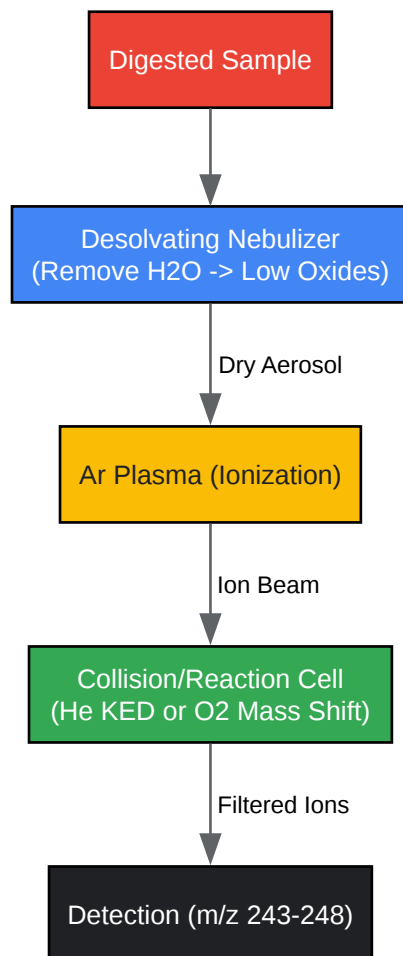 Digested Sample
Desolvating Nebulizer
(Remove H2O -> Low Oxides)
Dry Aerosol
Ar Plasma (Ionization)
Ion Beam
Collision/Reaction Cell
(He KED or O2 Mass Shift)
Filtered Ions
Detection (m/z 243-248)